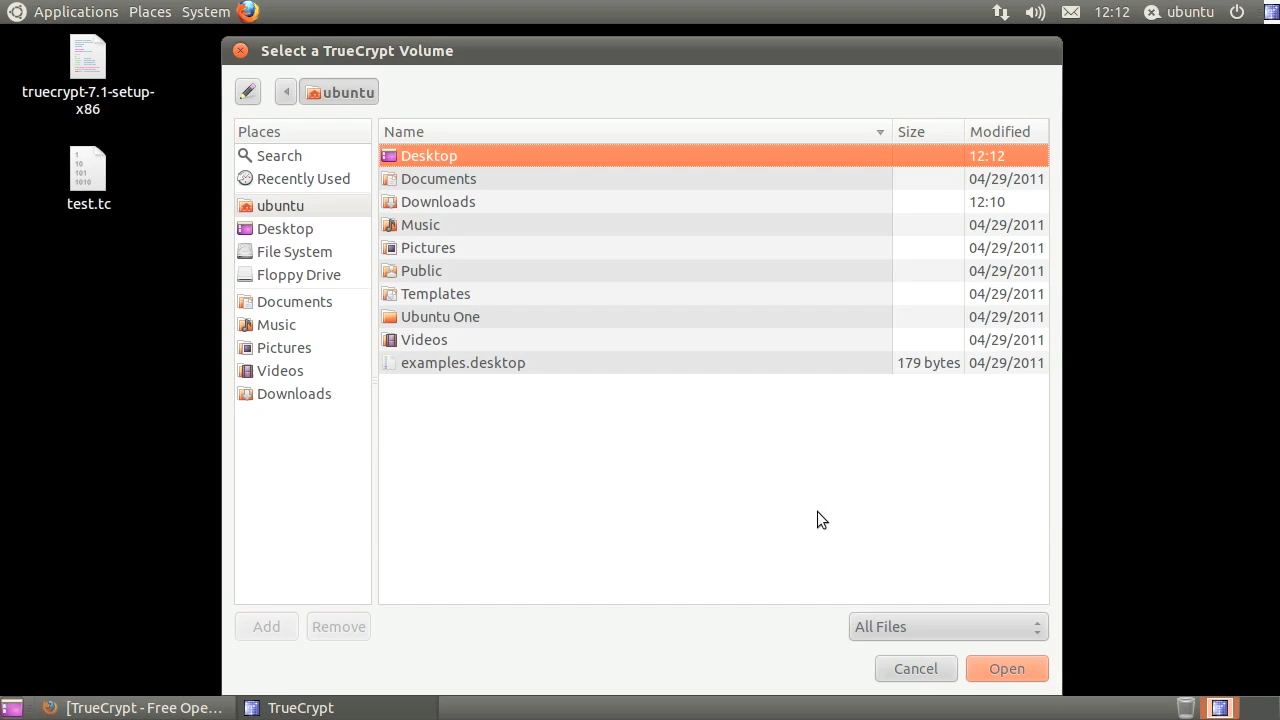 Applications Places System 12:12 ubuntu
truecrypt-7.1-setup-
x86
1
10
101
1010
test.tc
Select a TrueCrypt Volume
ubuntu
Places
Search
Recently Used
ubuntu
Desktop
File System
Floppy Drive
Documents
Music
Pictures
Videos
Downloads
Name Size Modified
Desktop 12:12
Documents 04/29/2011
Downloads 12:10
Music 04/29/2011
Pictures 04/29/2011
Public 04/29/2011
Templates 04/29/2011
Ubuntu One 04/29/2011
Videos 04/29/2011
examples.desktop 179 bytes 04/29/2011
Add Remove
All Files
Cancel Open
[TrueCrypt - Free Ope... TrueCrypt